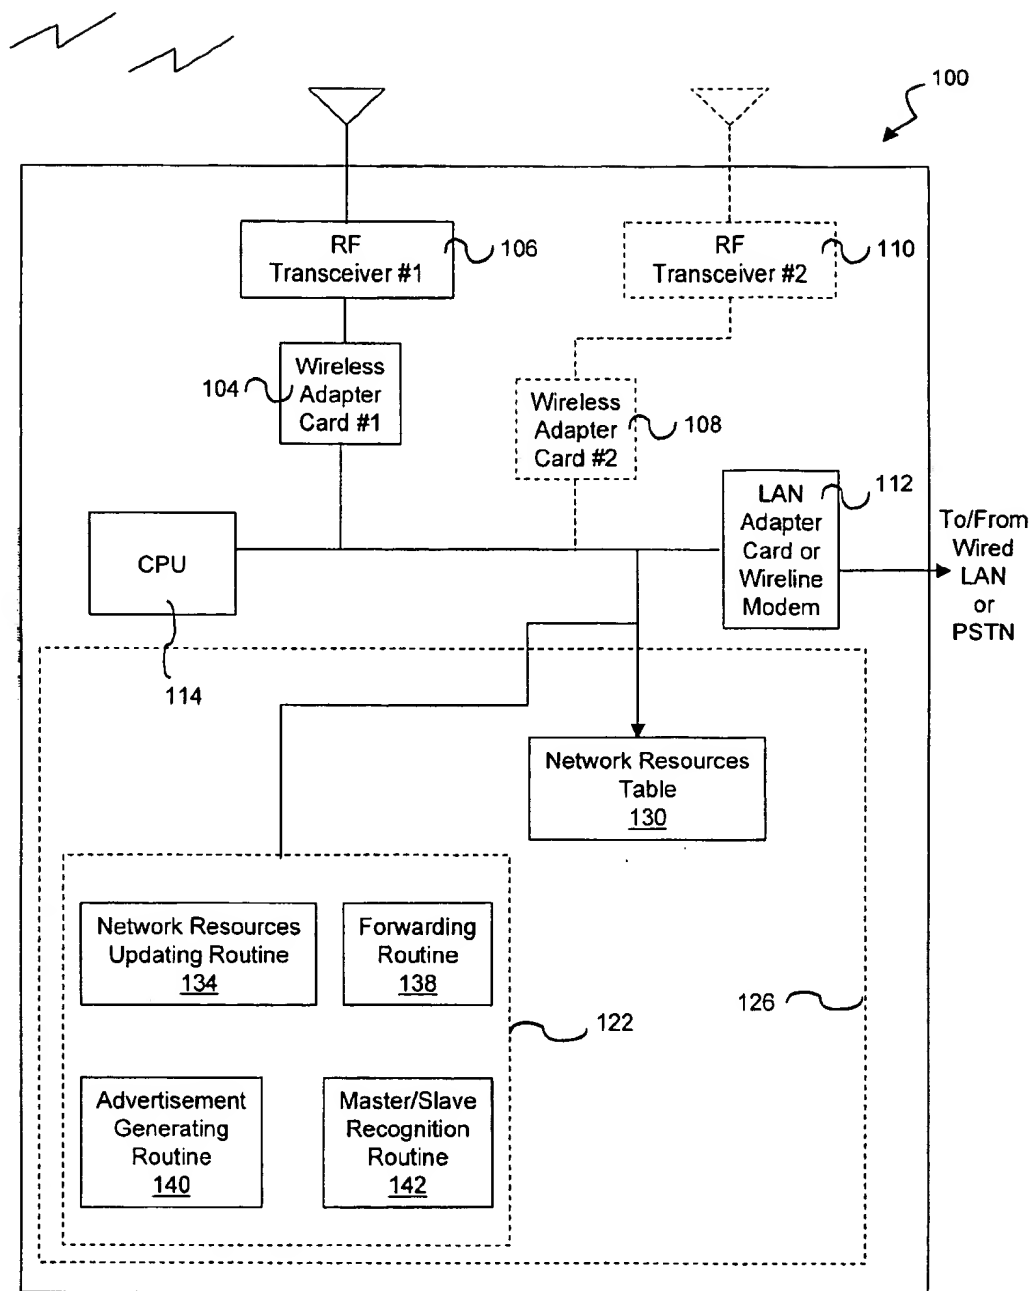 100
RF
Transceiver #1
106
RF
Transceiver #2
110
Wireless
Adapter
Card #1
104
Wireless
Adapter
Card #2
108
LAN
Adapter
Card or
Wireline
Modem
112
To/From
Wired
LAN
or
PSTN
CPU
114
Network Resources
Table
130
Network Resources
Updating Routine
134
Forwarding
Routine
138
122
126
Advertisement
Generating
Routine
140
Master/Slave
Recognition
Routine
142